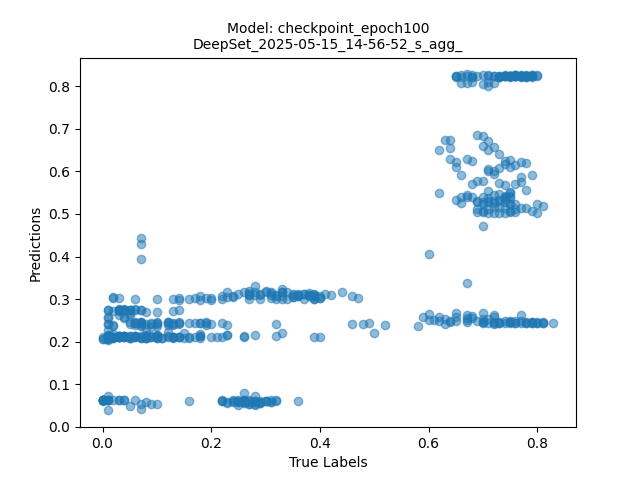 Model: checkpoint_epoch100
DeepSet_2025-05-15_14-56-52_s_agg_
0.8
0.7
0.6
0.5
0.4
0.3
0.2
0.1
0.0
Predictions
0.0 0.2 0.4 0.6 0.8
True Labels